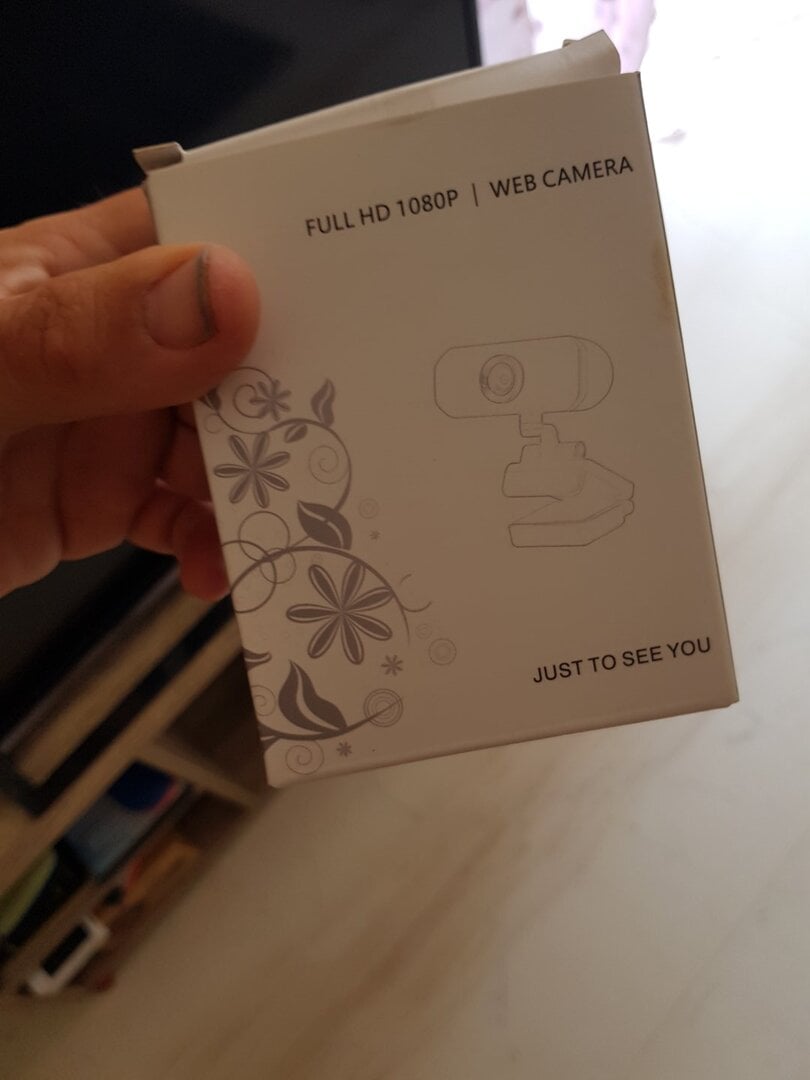 FULL HD 1080P | WEB CAMERA
JUST TO SEE YOU